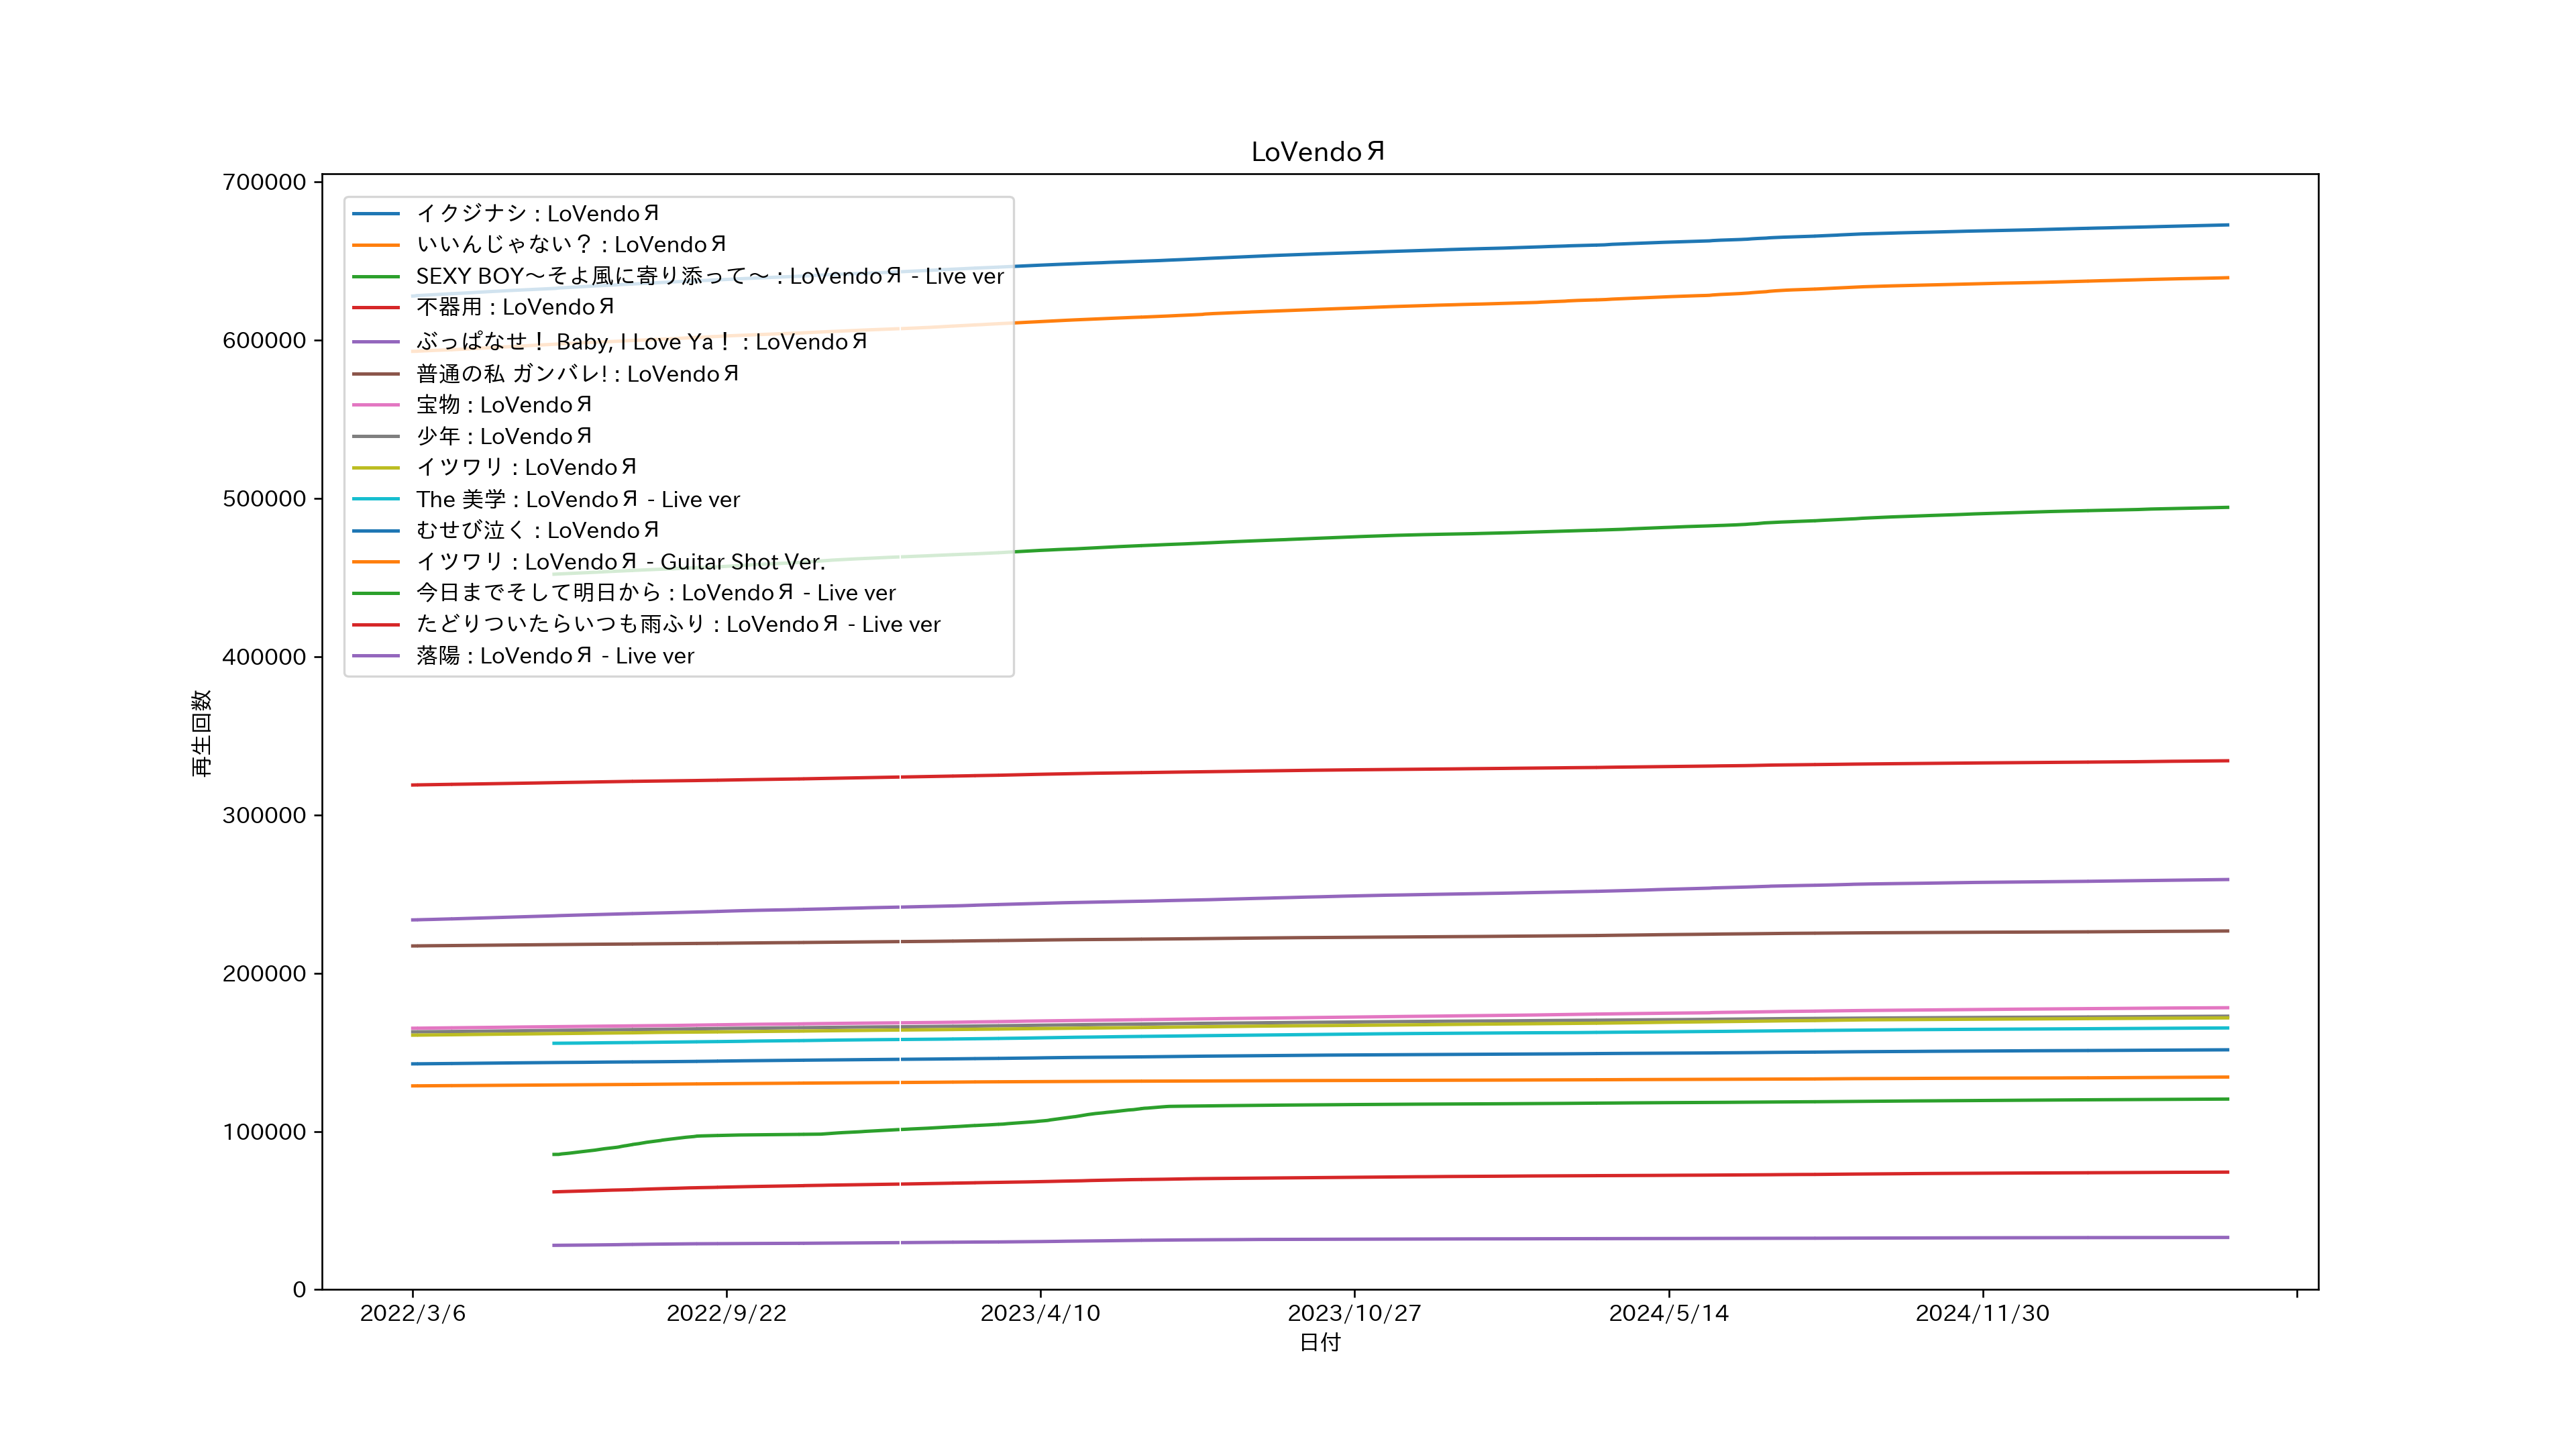 LoVendoЯ
700000
600000
500000
400000
300000
200000
100000
0
再生回数
イクジナシ : LoVendoЯ
いいんじゃない？ : LoVendoЯ
SEXY BOY～そよ風に寄り添って～ : LoVendoЯ - Live ver
不器用 : LoVendoЯ
ぶっぱなせ！ Baby, I Love Ya！ : LoVendoЯ
普通の私 ガンバレ! : LoVendoЯ
宝物 : LoVendoЯ
少年 : LoVendoЯ
イツワリ : LoVendoЯ
The 美学 : LoVendoЯ - Live ver
むせび泣く : LoVendoЯ
イツワリ : LoVendoЯ - Guitar Shot Ver.
今日までそして明日から : LoVendoЯ - Live ver
たどりついたらいつも雨ふり : LoVendoЯ - Live ver
落陽 : LoVendoЯ - Live ver
2022/3/6 2022/9/22 2023/4/10 2023/10/27 2024/5/14 2024/11/30
日付